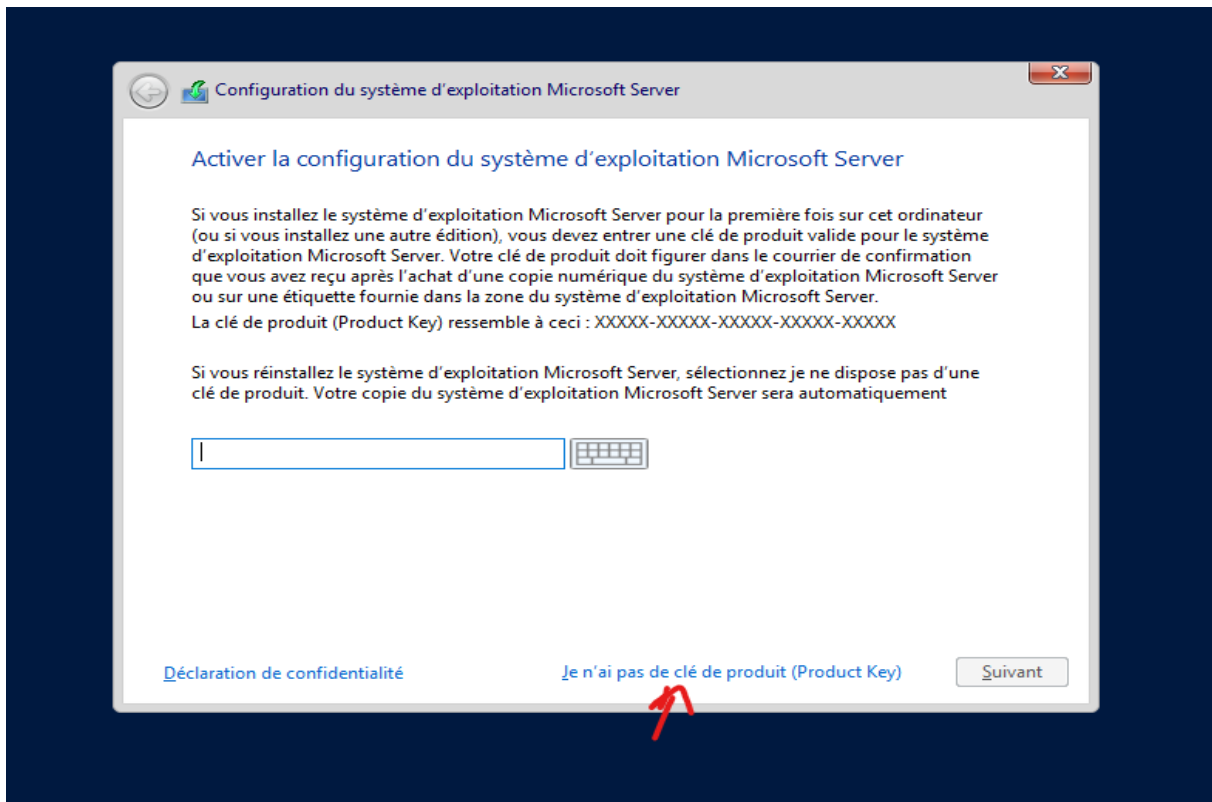 Configuration du système d'exploitation Microsoft Server
Activer la configuration du système d'exploitation Microsoft Server
Si vous installez le système d'exploitation Microsoft Server pour la première fois sur cet ordinateur
(ou si vous installez une autre édition), vous devez entrer une clé de produit valide pour le système
d'exploitation Microsoft Server. Votre clé de produit doit figurer dans le courrier de confirmation
que vous avez reçu après l'achat d'une copie numérique du système d'exploitation Microsoft Server
ou sur une étiquette fournie dans la zone du système d'exploitation Microsoft Server.
La clé de produit (Product Key) ressemble à ceci : XXXXX-XXXXX-XXXXX-XXXXX-XXXXX
Si vous réinstallez le système d'exploitation Microsoft Server, sélectionnez je ne dispose pas d'une
clé de produit. Votre copie du système d'exploitation Microsoft Server sera automatiquement
Déclaration de confidentialité
Je n'ai pas de clé de produit (Product Key)
Suivant